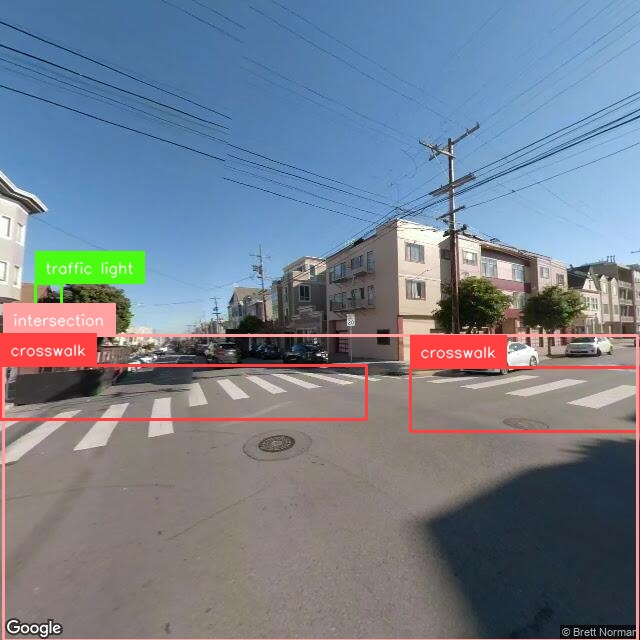 traffic light
intersection
crosswalk
crosswalk
Google
© Brett Norman